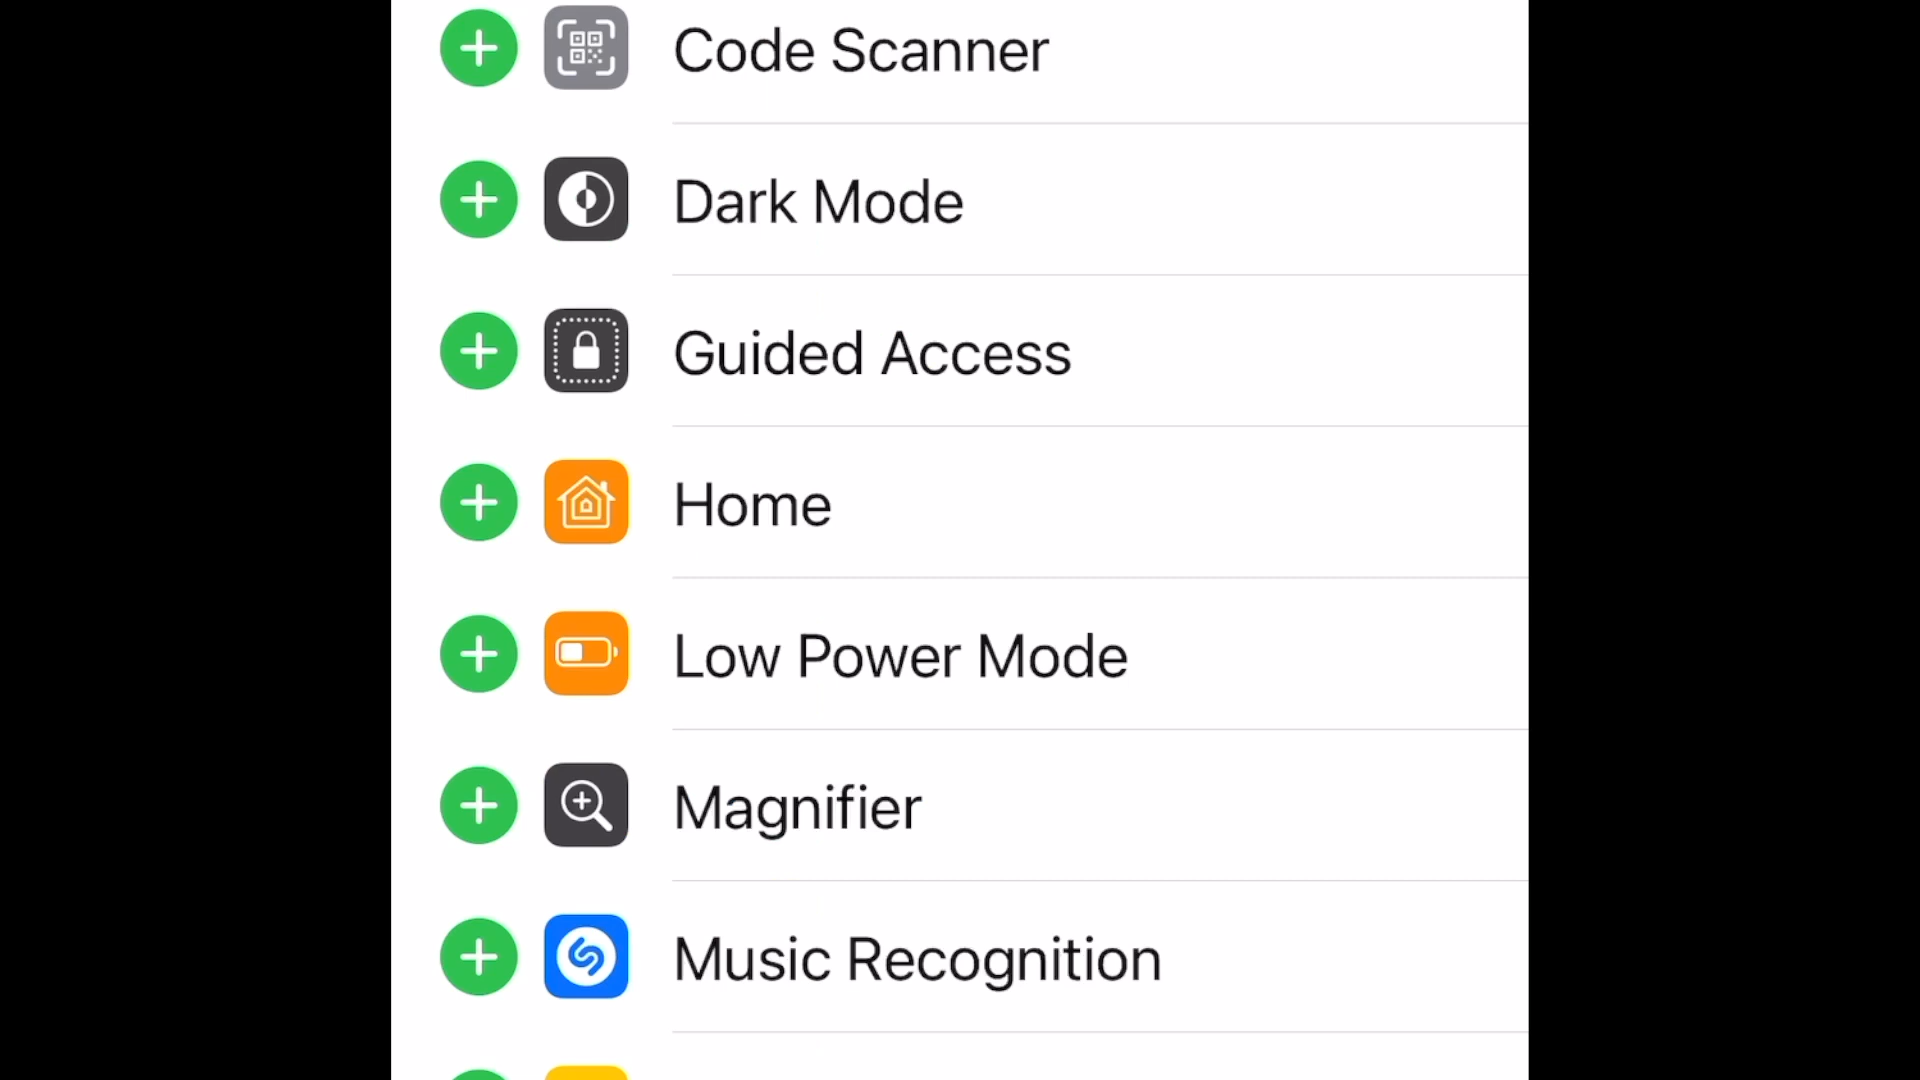 Code Scanner
Dark Mode
Guided Access
Home
Low Power Mode
Magnifier
Music Recognition